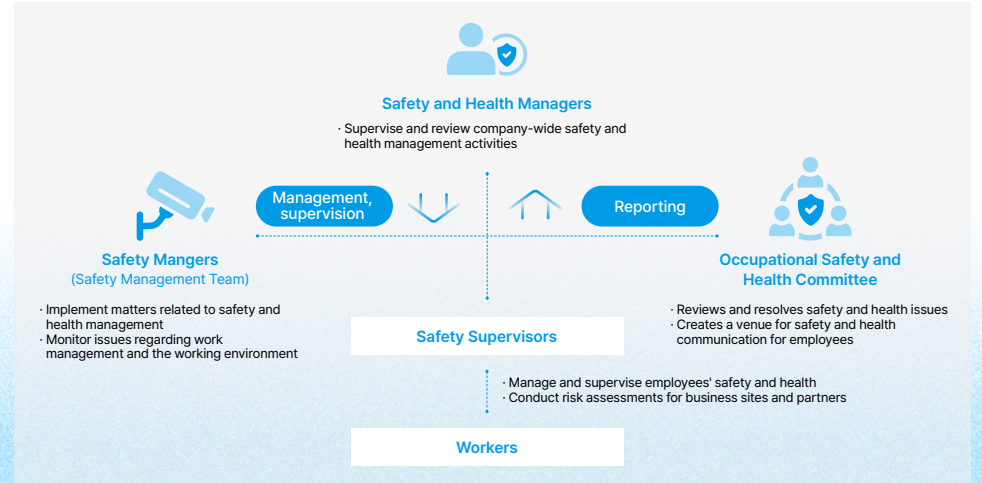 Safety and Health Managers
· Supervise and review company-wide safety and
health management activities
Management,
supervision
Reporting
Safety Mangers
(Safety Management Team)
· Implement matters related to safety and
health management
· Monitor issues regarding work
management and the working environment
Occupational Safety and
Health Committee
· Reviews and resolves safety and health issues
· Creates a venue for safety and health
communication for employees
Safety Supervisors
· Manage and supervise employees' safety and health
· Conduct risk assessments for business sites and partners
Workers